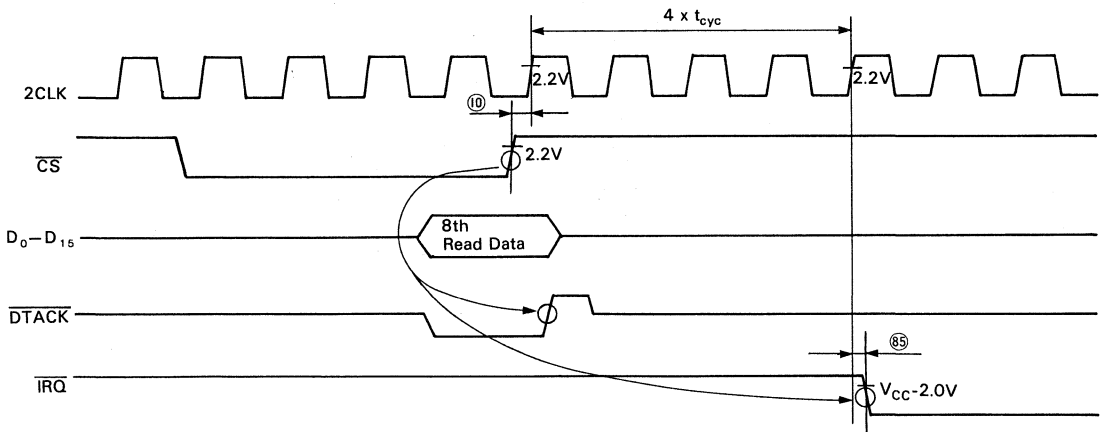 4 x tcyc
2CLK
2.2V
2.2V
⑩
CS
2.2V
D0—D15
8th
Read Data
DTACK
㊺
IRQ
VCC-2.0V